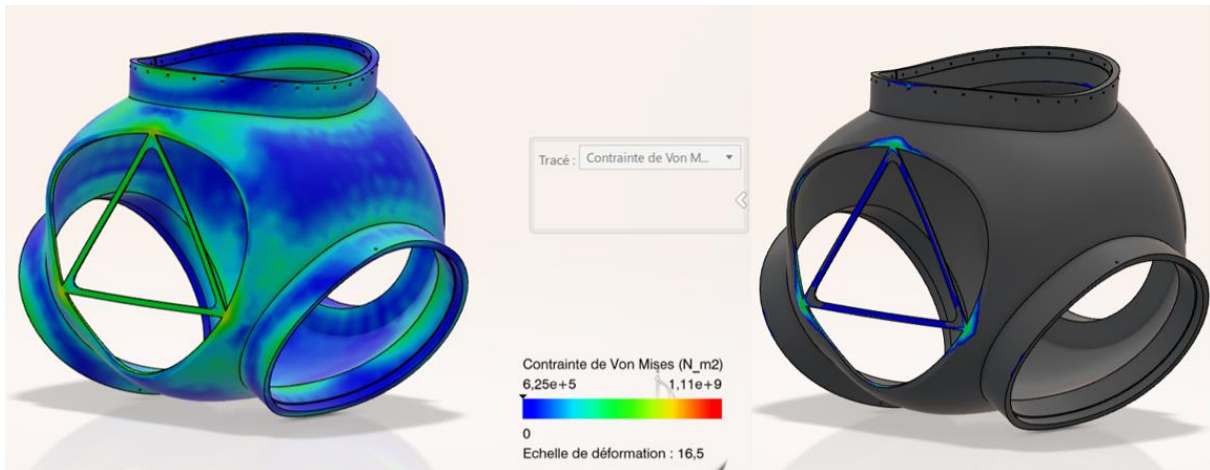 Tracé : Contrainte de Von M...
Contrainte de Von Mises (N_m2)
6,25e+5 1,11e+9
0
Echelle de déformation : 16,5